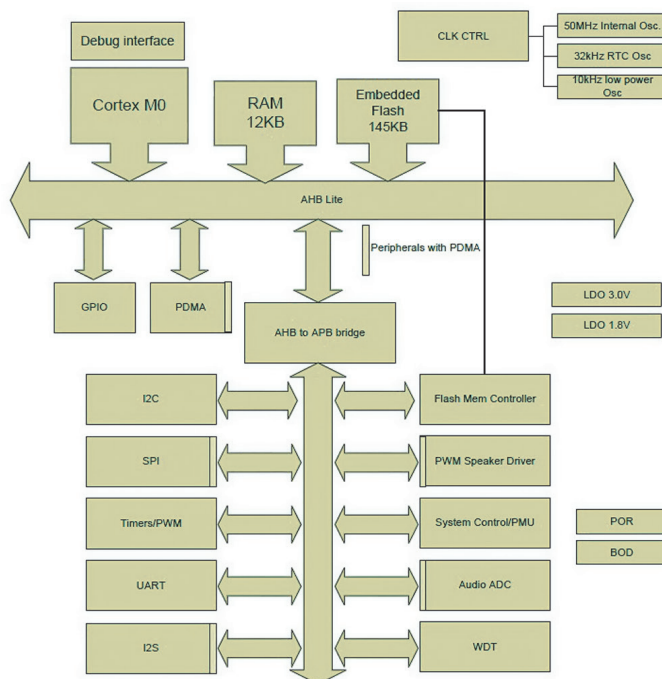 50MHz Internal Osc.
CLK CTRL
32kHz RTC Osc
10kHz low power
Osc
Debug interface
Cortex M0
RAM
12KB
Embedded
Flash
145KB
AHB Lite
Peripherals with PDMA
GPIO
PDMA
LDO 3.0V
LDO 1.8V
AHB to APB bridge
I2C
Flash Mem Controller
SPI
PWM Speaker Driver
Timers/PWM
System Control/PMU
POR
BOD
UART
Audio ADC
I2S
WDT